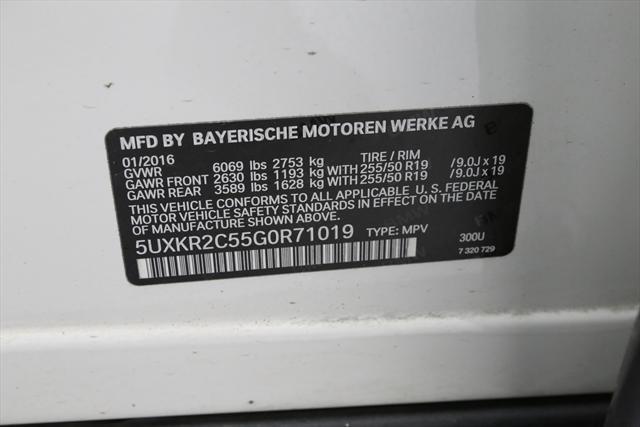 MFD BY BAYERISCHE MOTOREN WERKE AG
01/2016 TIRE / RIM
GVWR 6069 lbs 2753 kg
GAWR FRONT 2630 lbs 1193 kg WITH 255/50 R19 /9.0J x 19
GAWR REAR 3589 lbs 1628 kg WITH 255/50 R19 /9.0J x 19
THIS VEHICLE CONFORMS TO ALL APPLICABLE U. S. FEDERAL
MOTOR VEHICLE SAFETY STANDARDS IN EFFECT ON THE
DATE OF MANUFACTURE SHOWN ABOVE.
5UXKR2C55G0R71019 TYPE: MPV 300U
7 320 729